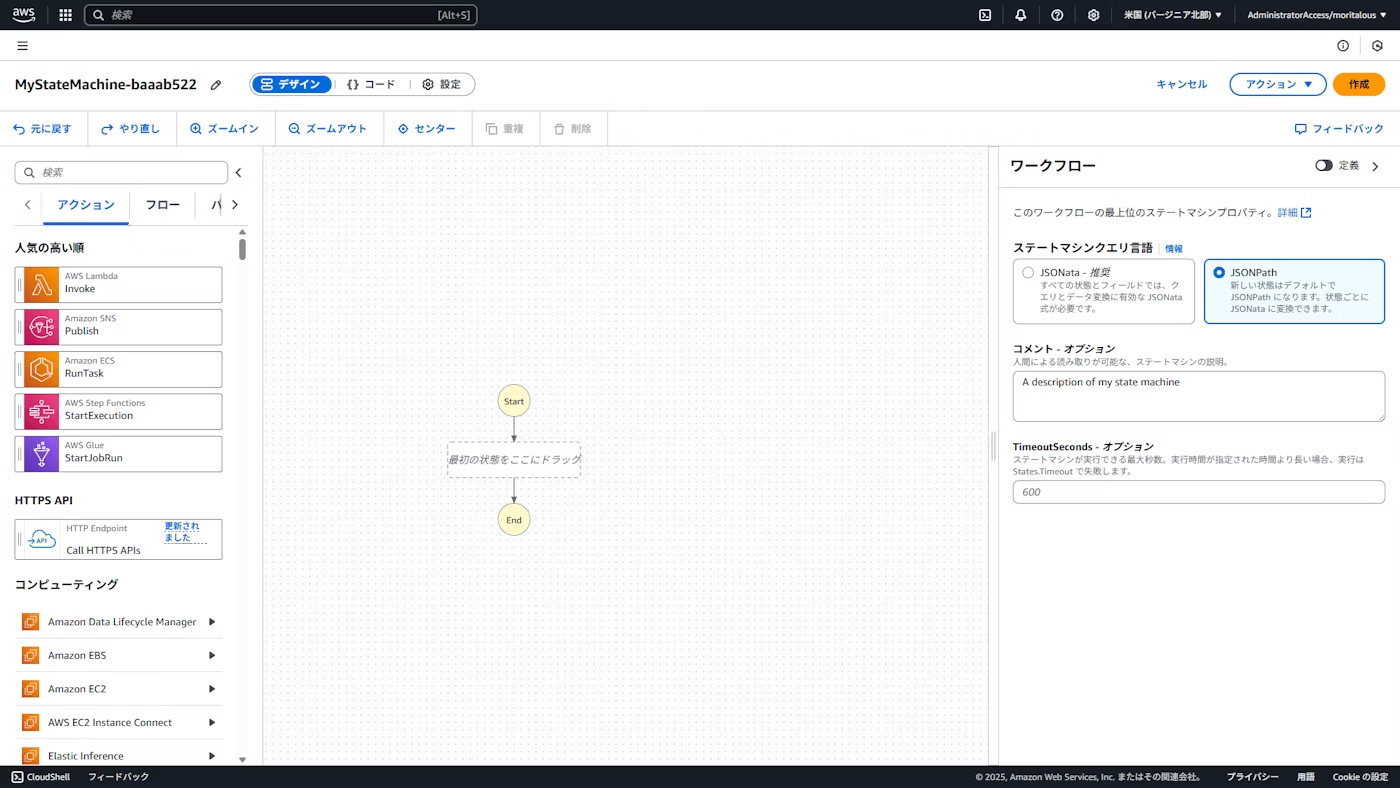 aws
検索
[Alt+S]
米国 (バージニア北部) ▼
AdministratorAccess/moritalous ▼
MyStateMachine-baaab522
デザイン
{} コード
設定
キャンセル
アクション ▼
作成
元に戻す
やり直し
ズームイン
ズームアウト
センター
重複
削除
フィードバック
検索
アクション
フロー
人気の高い順
AWS Lambda
Invoke
Amazon SNS
Publish
Amazon ECS
RunTask
AWS Step Functions
StartExecution
AWS Glue
StartJobRun
HTTPS API
API
HTTP Endpoint
Call HTTPS APIs
更新され
ました
コンピューティング
Amazon Data Lifecycle Manager
Amazon EBS
Amazon EC2
AWS EC2 Instance Connect
Elastic Inference
Start
最初の状態をここにドラッグ
End
ワークフロー
定義
このワークフローの最上位のステートマシンプロパティ。詳細
ステートマシンクエリ言語
情報
JSONata - 推奨
すべての状態とフィールドでは、ク
エリとデータ変換に有効な JSONata
式が必要です。
JSONPath
新しい状態はデフォルトで
JSONPath になります。状態ごとに
JSONata に変換できます。
コメント - オプション
人間による読み取りが可能な、ステートマシンの説明。
A description of my state machine
TimeoutSeconds - オプション
ステートマシンが実行できる最大秒数。実行時間が指定された時間より長い場合、実行は
States.Timeout で失敗します。
600
CloudShell
フィードバック
© 2025, Amazon Web Services, Inc. またはその関連会社。
プライバシー
用語
Cookie の設定